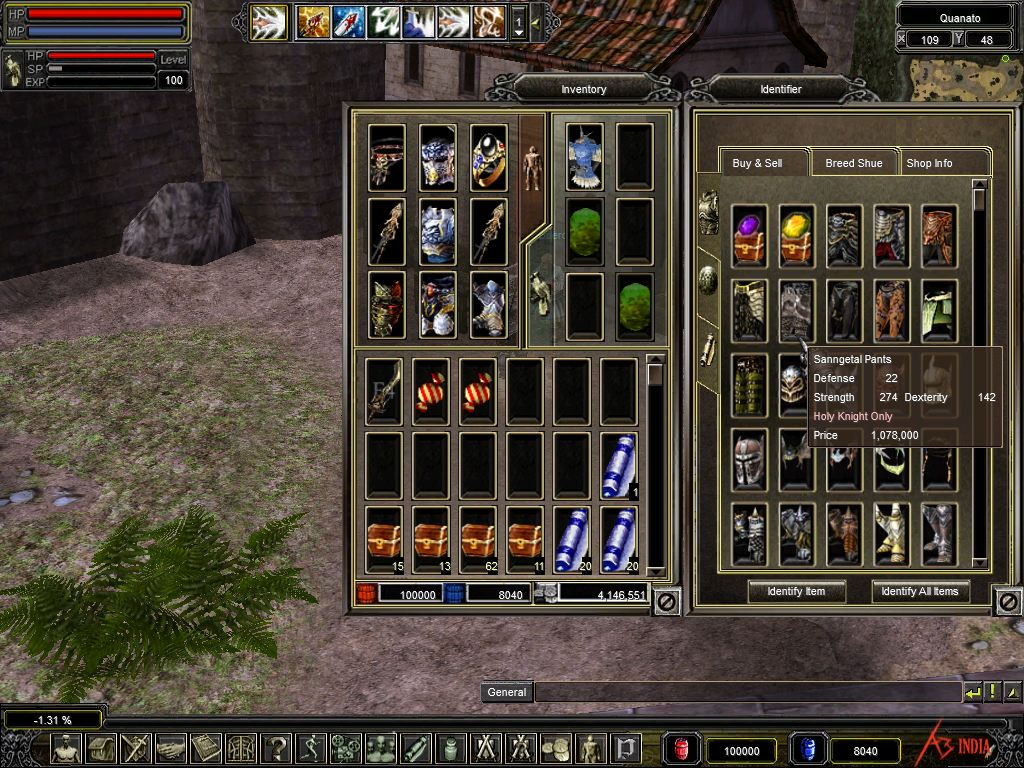 HP
MP
HP
SP
EXP
Level
100
1
Quanato
X 109 Y 48
Inventory
Identifier
Buy & Sell
Breed Shue
Shop Info
Sanngetal Pants
Defense 22
Strength 274 Dexterity 142
Holy Knight Only
Price 1,078,000
1
15 13 62 11 20 20
100000 8040 4,146,551
Identify Item
Identify All Items
General
-1.31 %
100000
8040
A3 INDIA